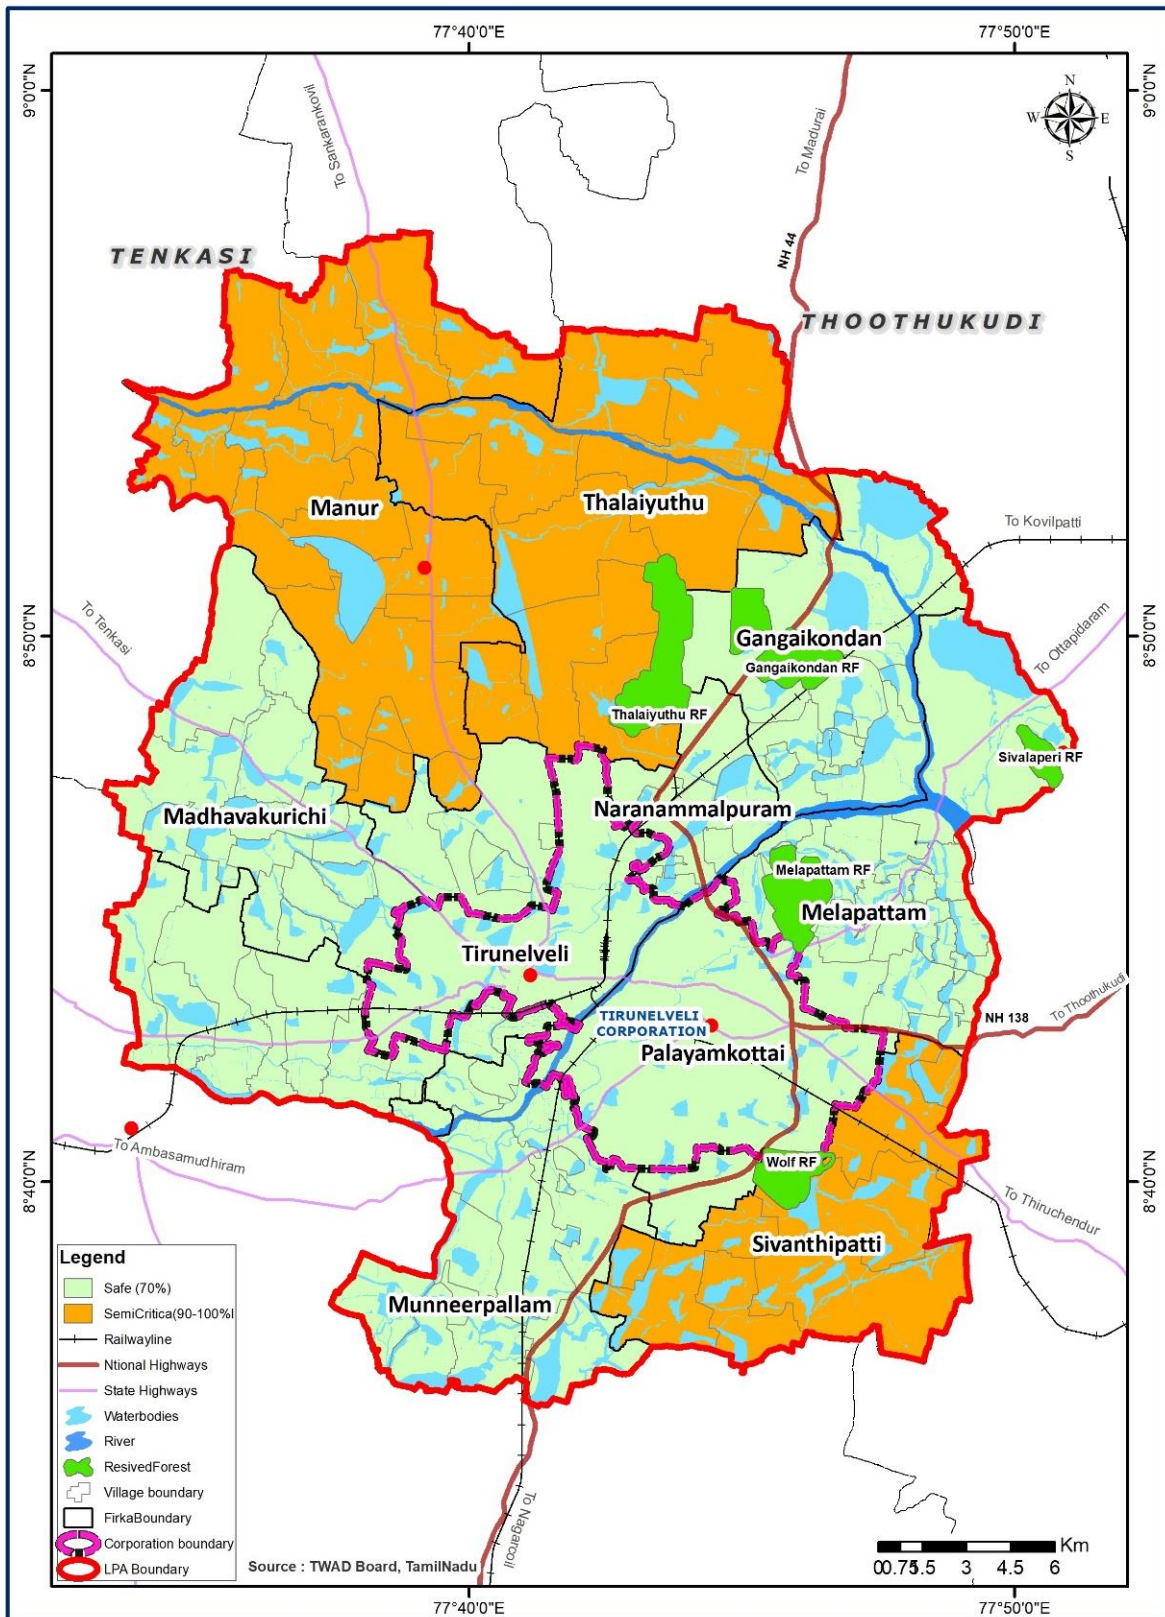 77°40'0"E
77°50'0"E
9°0'0"N
9°0'0"N
N
W
E
S
To Sankarankovil
To Madurai
NH 44
TENKASI
THOOTHUKUDI
Manur
Thalaiyuthu
To Kovilpatti
To Tenkasi
8°50'0"N
8°50'0"N
Gangaikondan
Gangaikondan RF
To Ottapidaram
Thalaiyuthu RF
Sivalaperi RF
Madhavakurichi
Naranammalpuram
Melapattam RF
Melapattam
Tirunelveli
TIRUNELVELI
CORPORATION
NH 138
To Thoothukudi
Palayamkottai
To Ambasamudhiram
Wolf RF
8°40'0"N
8°40'0"N
To Thiruchendur
Sivanthipatti
Munneerpallam
Legend
Safe (70%)
SemiCritica(90-100%)
Railwayline
Ntional Highways
State Highways
Waterbodies
River
ResivedForest
Village boundary
FirkaBoundary
Corporation boundary
LPA Boundary
Source : TWAD Board, TamilNadu
To Nagarcoil
Km
0 0.75 1.5 3 4.5 6
77°40'0"E
77°50'0"E